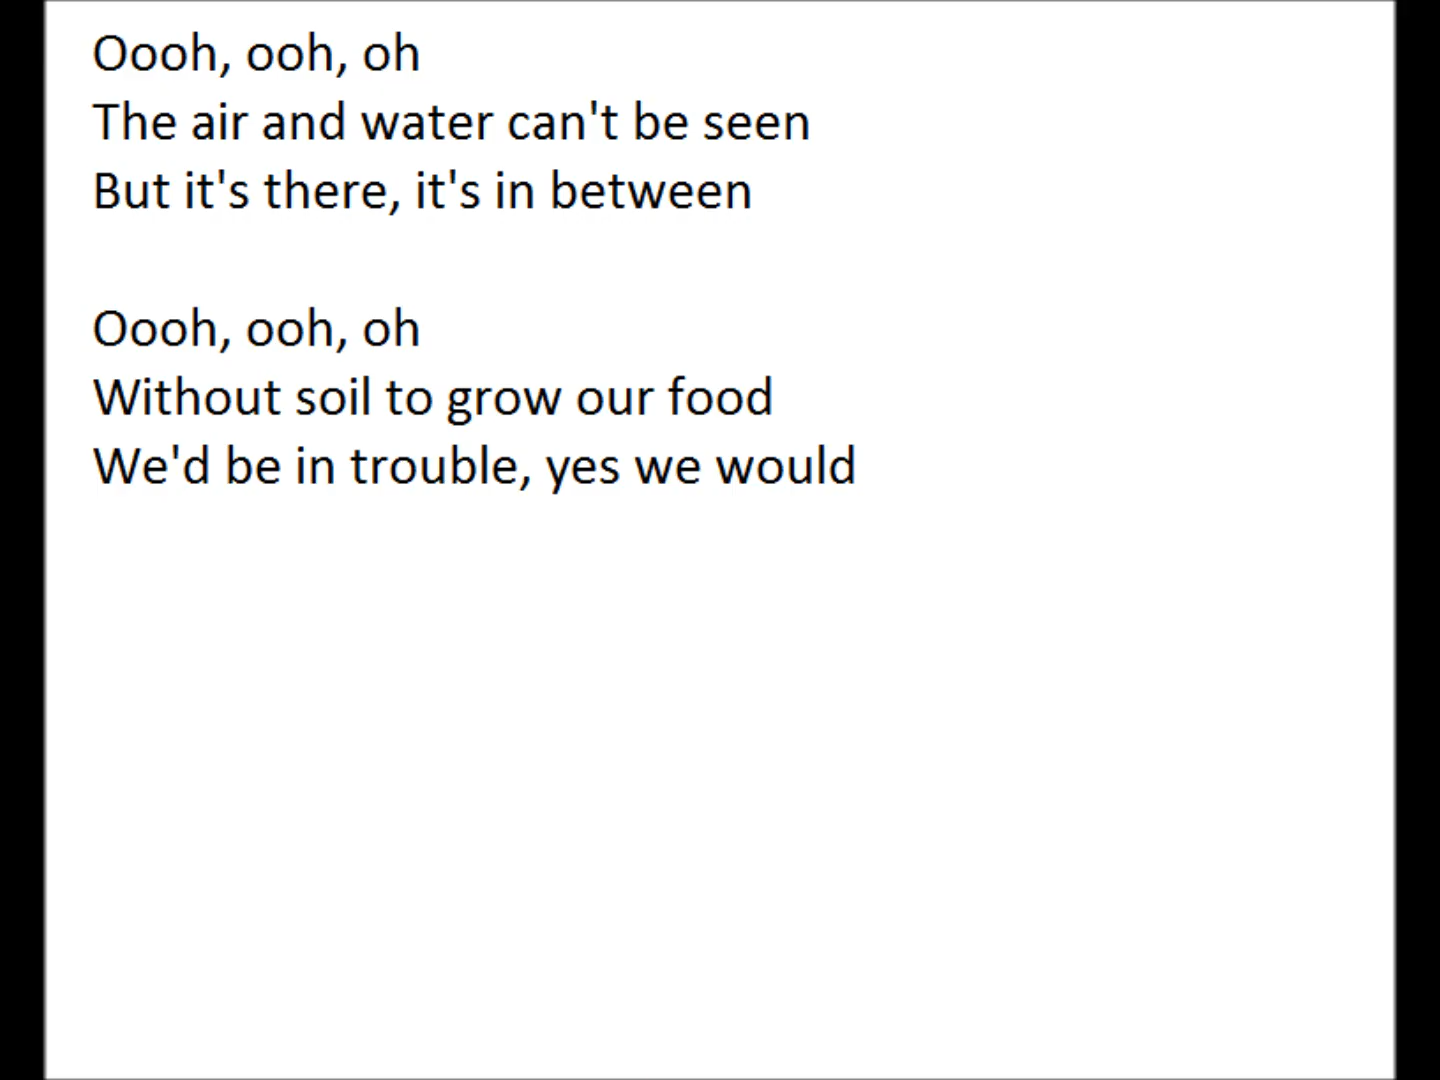 Oooh, ooh, oh
The air and water can't be seen
But it's there, it's in between
Oooh, ooh, oh
Without soil to grow our food
We'd be in trouble, yes we would